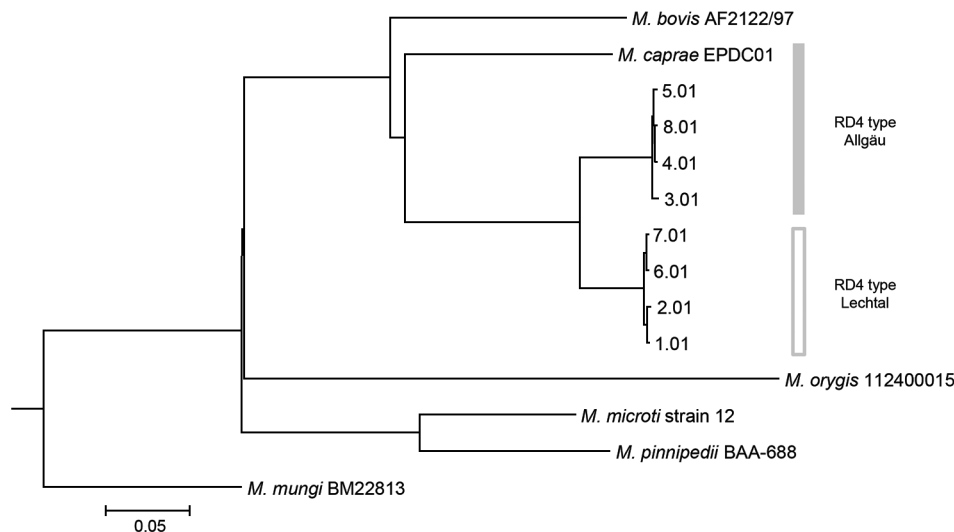 M. bovis AF2122/97
M. caprae EPDC01
5.01
8.01
4.01
3.01
RD4 type
Allgäu
7.01
6.01
2.01
1.01
RD4 type
Lechtal
M. orygis 112400015
M. microti strain 12
M. pinnipedii BAA-688
M. mungi BM22813
0.05